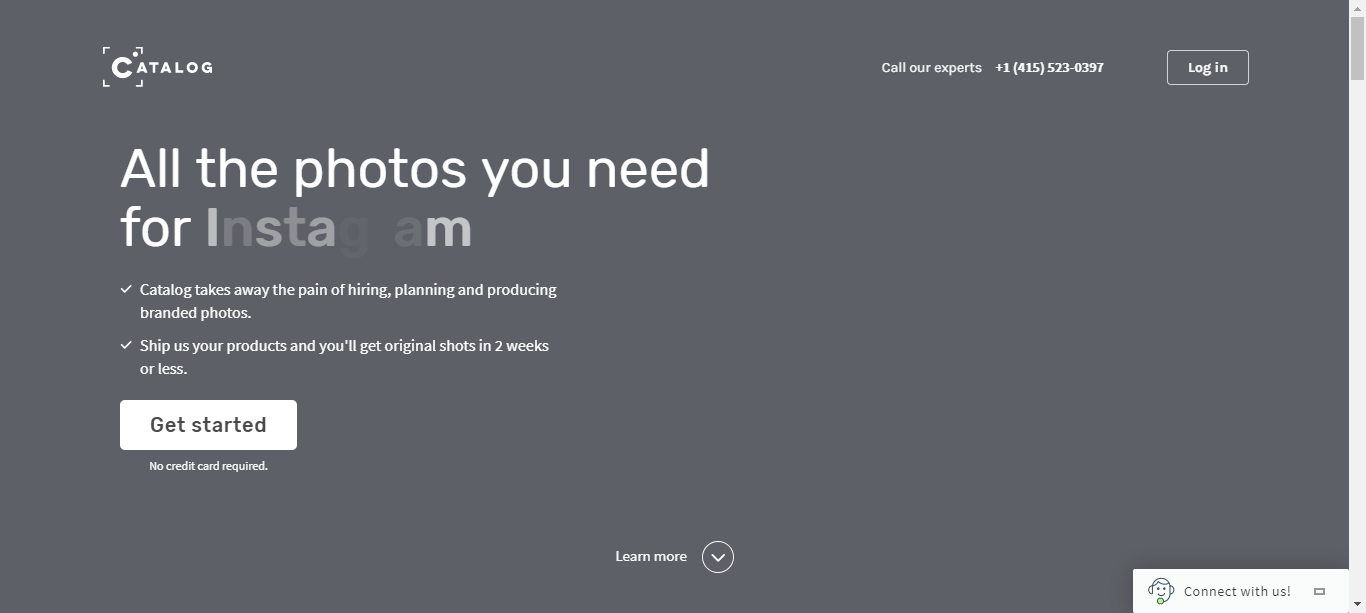 CATALOG
Call our experts +1 (415) 523-0397
Log in
All the photos you need
for Instag am
Catalog takes away the pain of hiring, planning and producing
branded photos.
Ship us your products and you'll get original shots in 2 weeks
or less.
Get started
No credit card required.
Learn more
Connect with us!